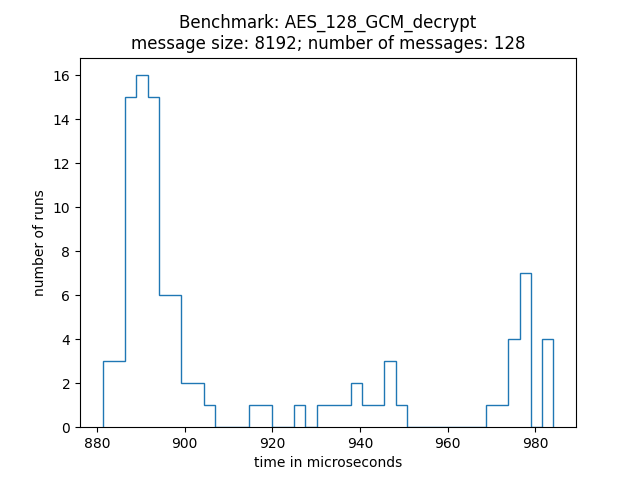 Benchmark: AES_128_GCM_decrypt
message size: 8192; number of messages: 128
16
14
12
10
8
6
4
2
0
number of runs
880 900 920 940 960 980
time in microseconds